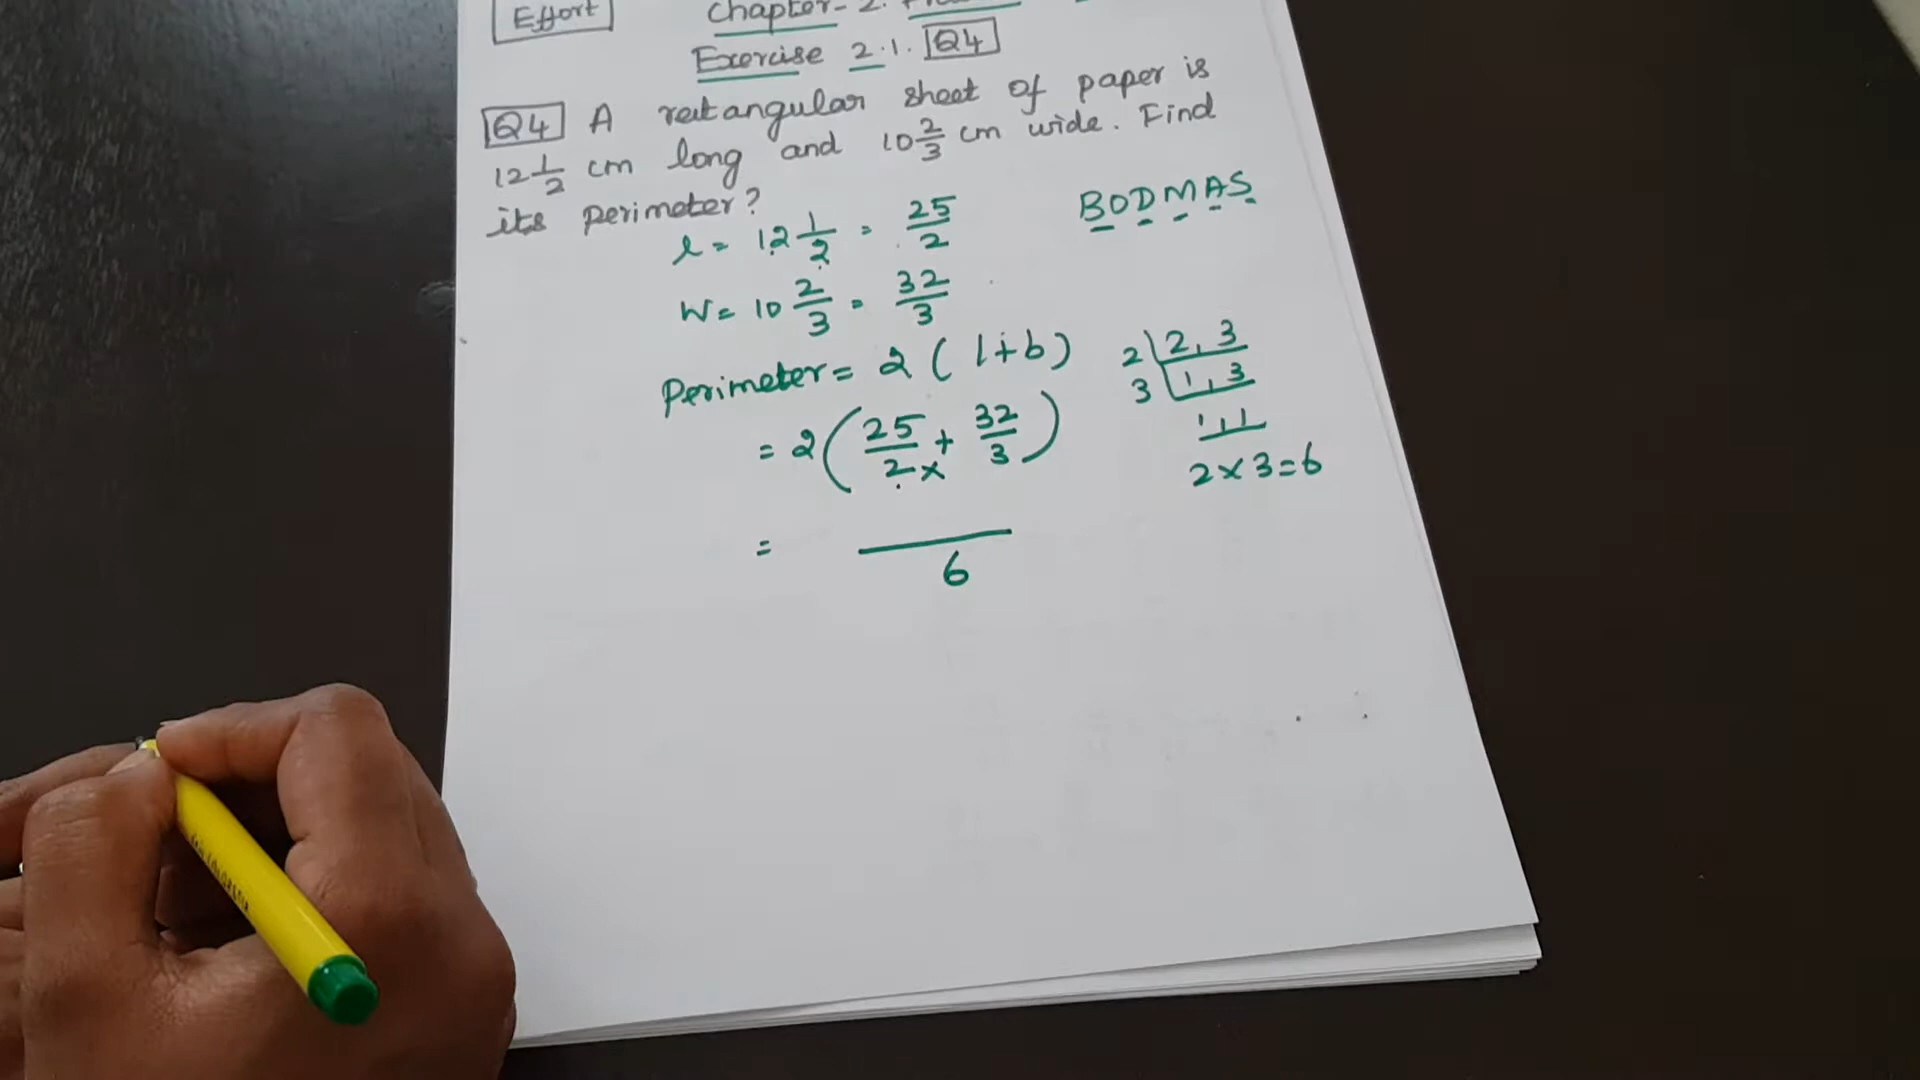 Effort
Chapter-2.
Exercise 2.1. Q4
Q4 A rectangular sheet of paper is
12 1/2 cm long and 10 2/3 cm wide. Find
its perimeter?
BODMAS
l = 12 1/2 = 25/2
W = 10 2/3 = 32/3
Perimeter = 2 ( l+b )
= 2 ( 25/2 + 32/3 )
x
2 | 2, 3
3 | 1, 3
1, 1
2 x 3 = 6
= /6